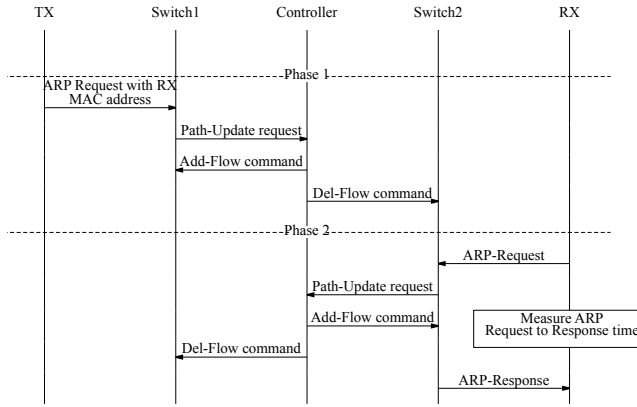 TX Switch1 Controller Switch2 RX
Phase 1
ARP Request with RX
MAC address
Path-Update request
Add-Flow command
Del-Flow command
Phase 2
ARP-Request
Path-Update request
Add-Flow command
Measure ARP
Request to Response time
Del-Flow command
ARP-Response